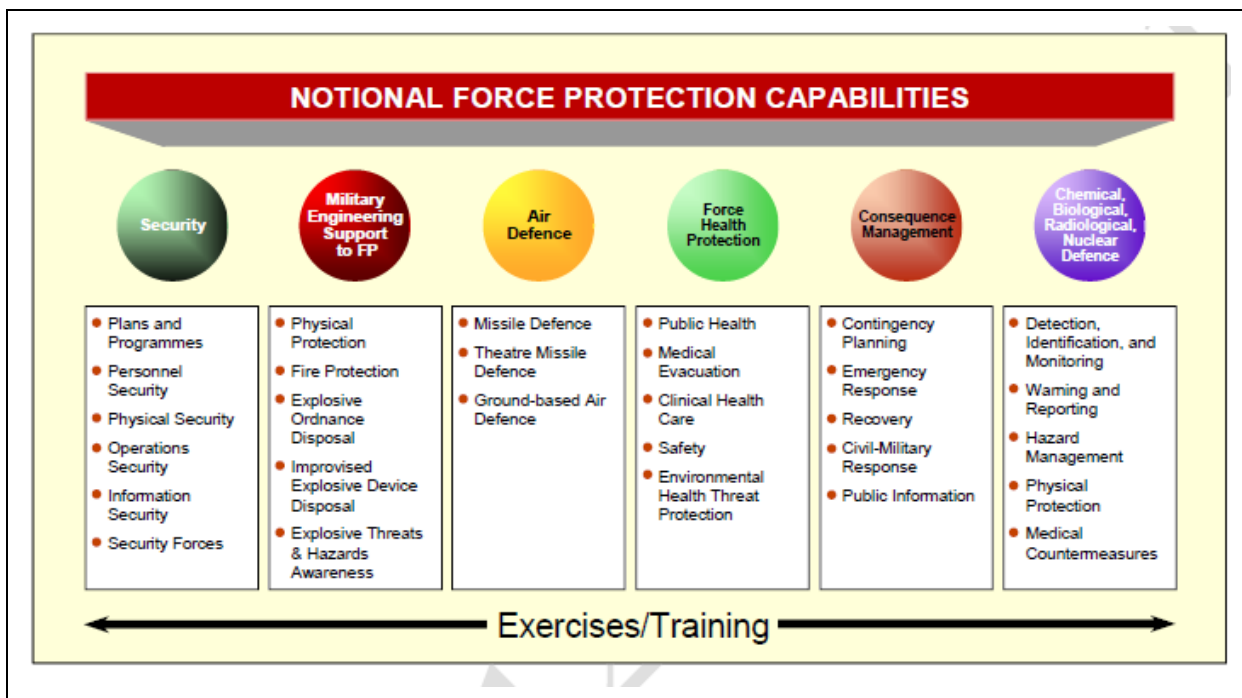 NOTIONAL FORCE PROTECTION CAPABILITIES
Security
Military
Engineering
Support
to FP
Air
Defence
Force
Health
Protection
Consequence
Management
Chemical,
Biological,
Radiological,
Nuclear
Defence
Plans and
Programmes
Personnel
Security
Physical Security
Operations
Security
Information
Security
Security Forces
Physical
Protection
Fire Protection
Explosive
Ordnance
Disposal
Improvised
Explosive Device
Disposal
Explosive Threats
& Hazards
Awareness
Missile Defence
Theatre Missile
Defence
Ground-based Air
Defence
Public Health
Medical
Evacuation
Clinical Health
Care
Safety
Environmental
Health Threat
Protection
Contingency
Planning
Emergency
Response
Recovery
Civil-Military
Response
Public Information
Detection,
Identification, and
Monitoring
Warning and
Reporting
Hazard
Management
Physical
Protection
Medical
Countermeasures
Exercises/Training